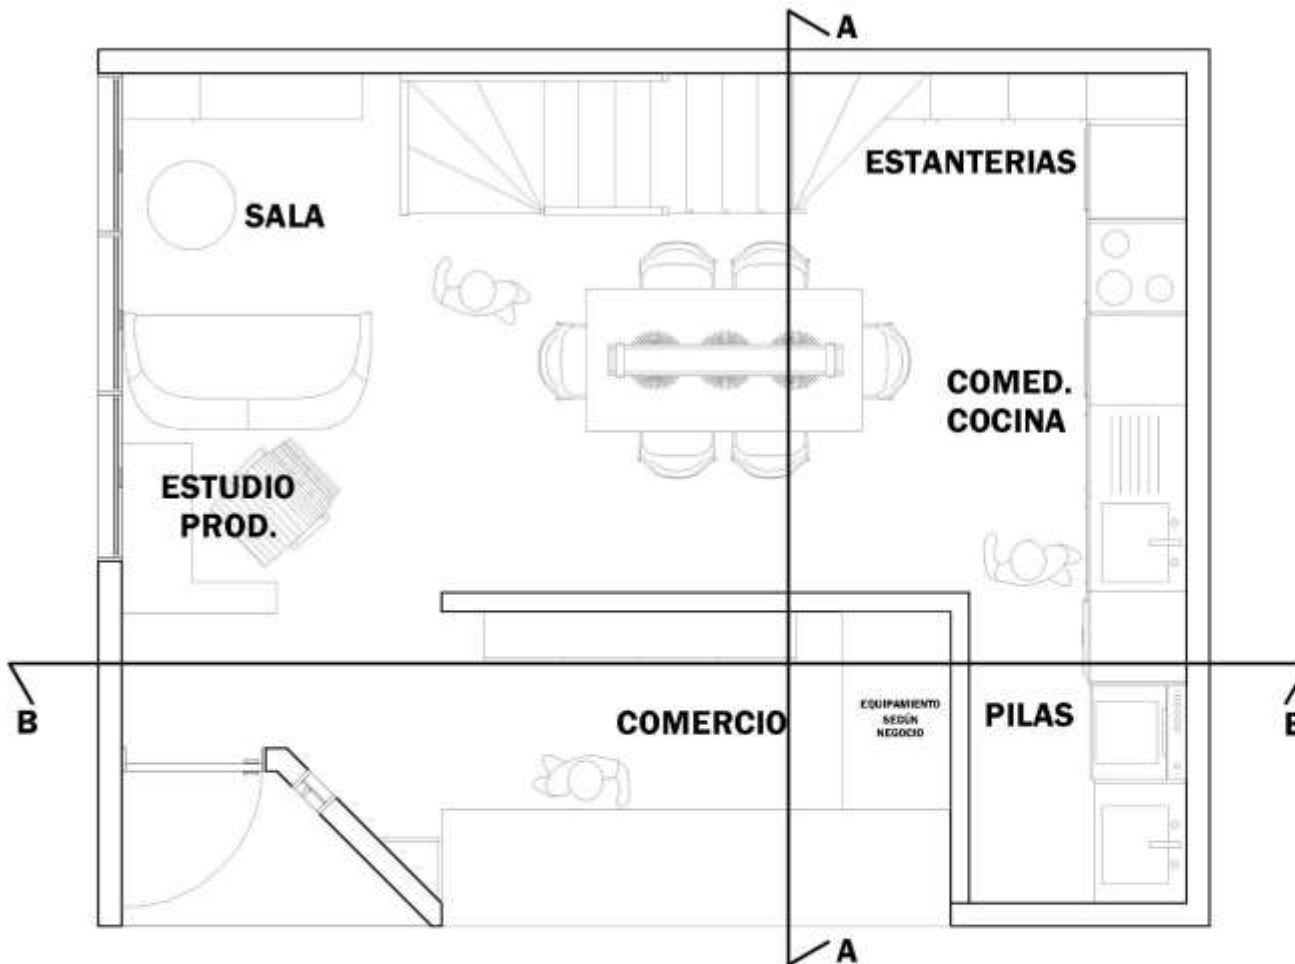 A
ESTANTERIAS
SALA
COMED.
COCINA
ESTUDIO
PROD.
B
COMERCIO
EQUIPAMIENTO
SEGÚN
NEGOCIO
PILAS
A